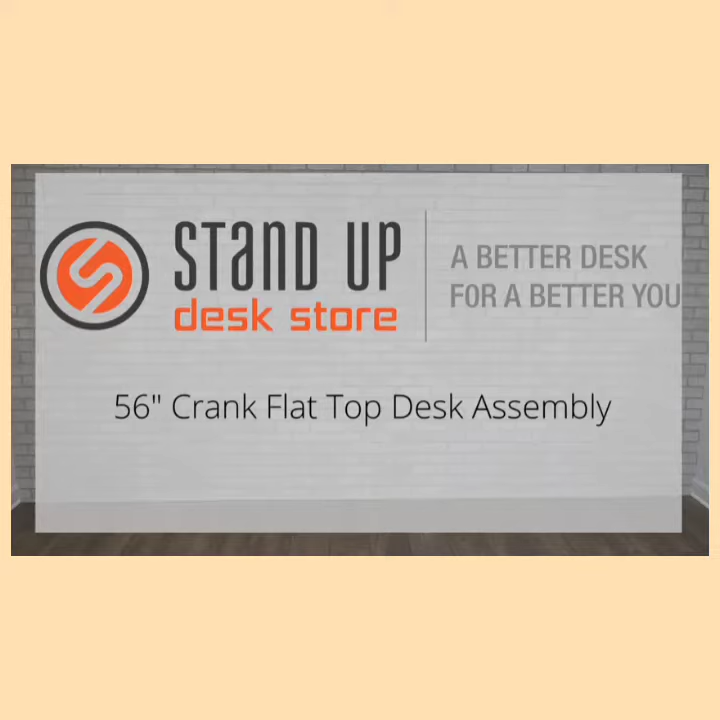 STAND UP
desk store
A BETTER DESK
FOR A BETTER YOU
56" Crank Flat Top Desk Assembly